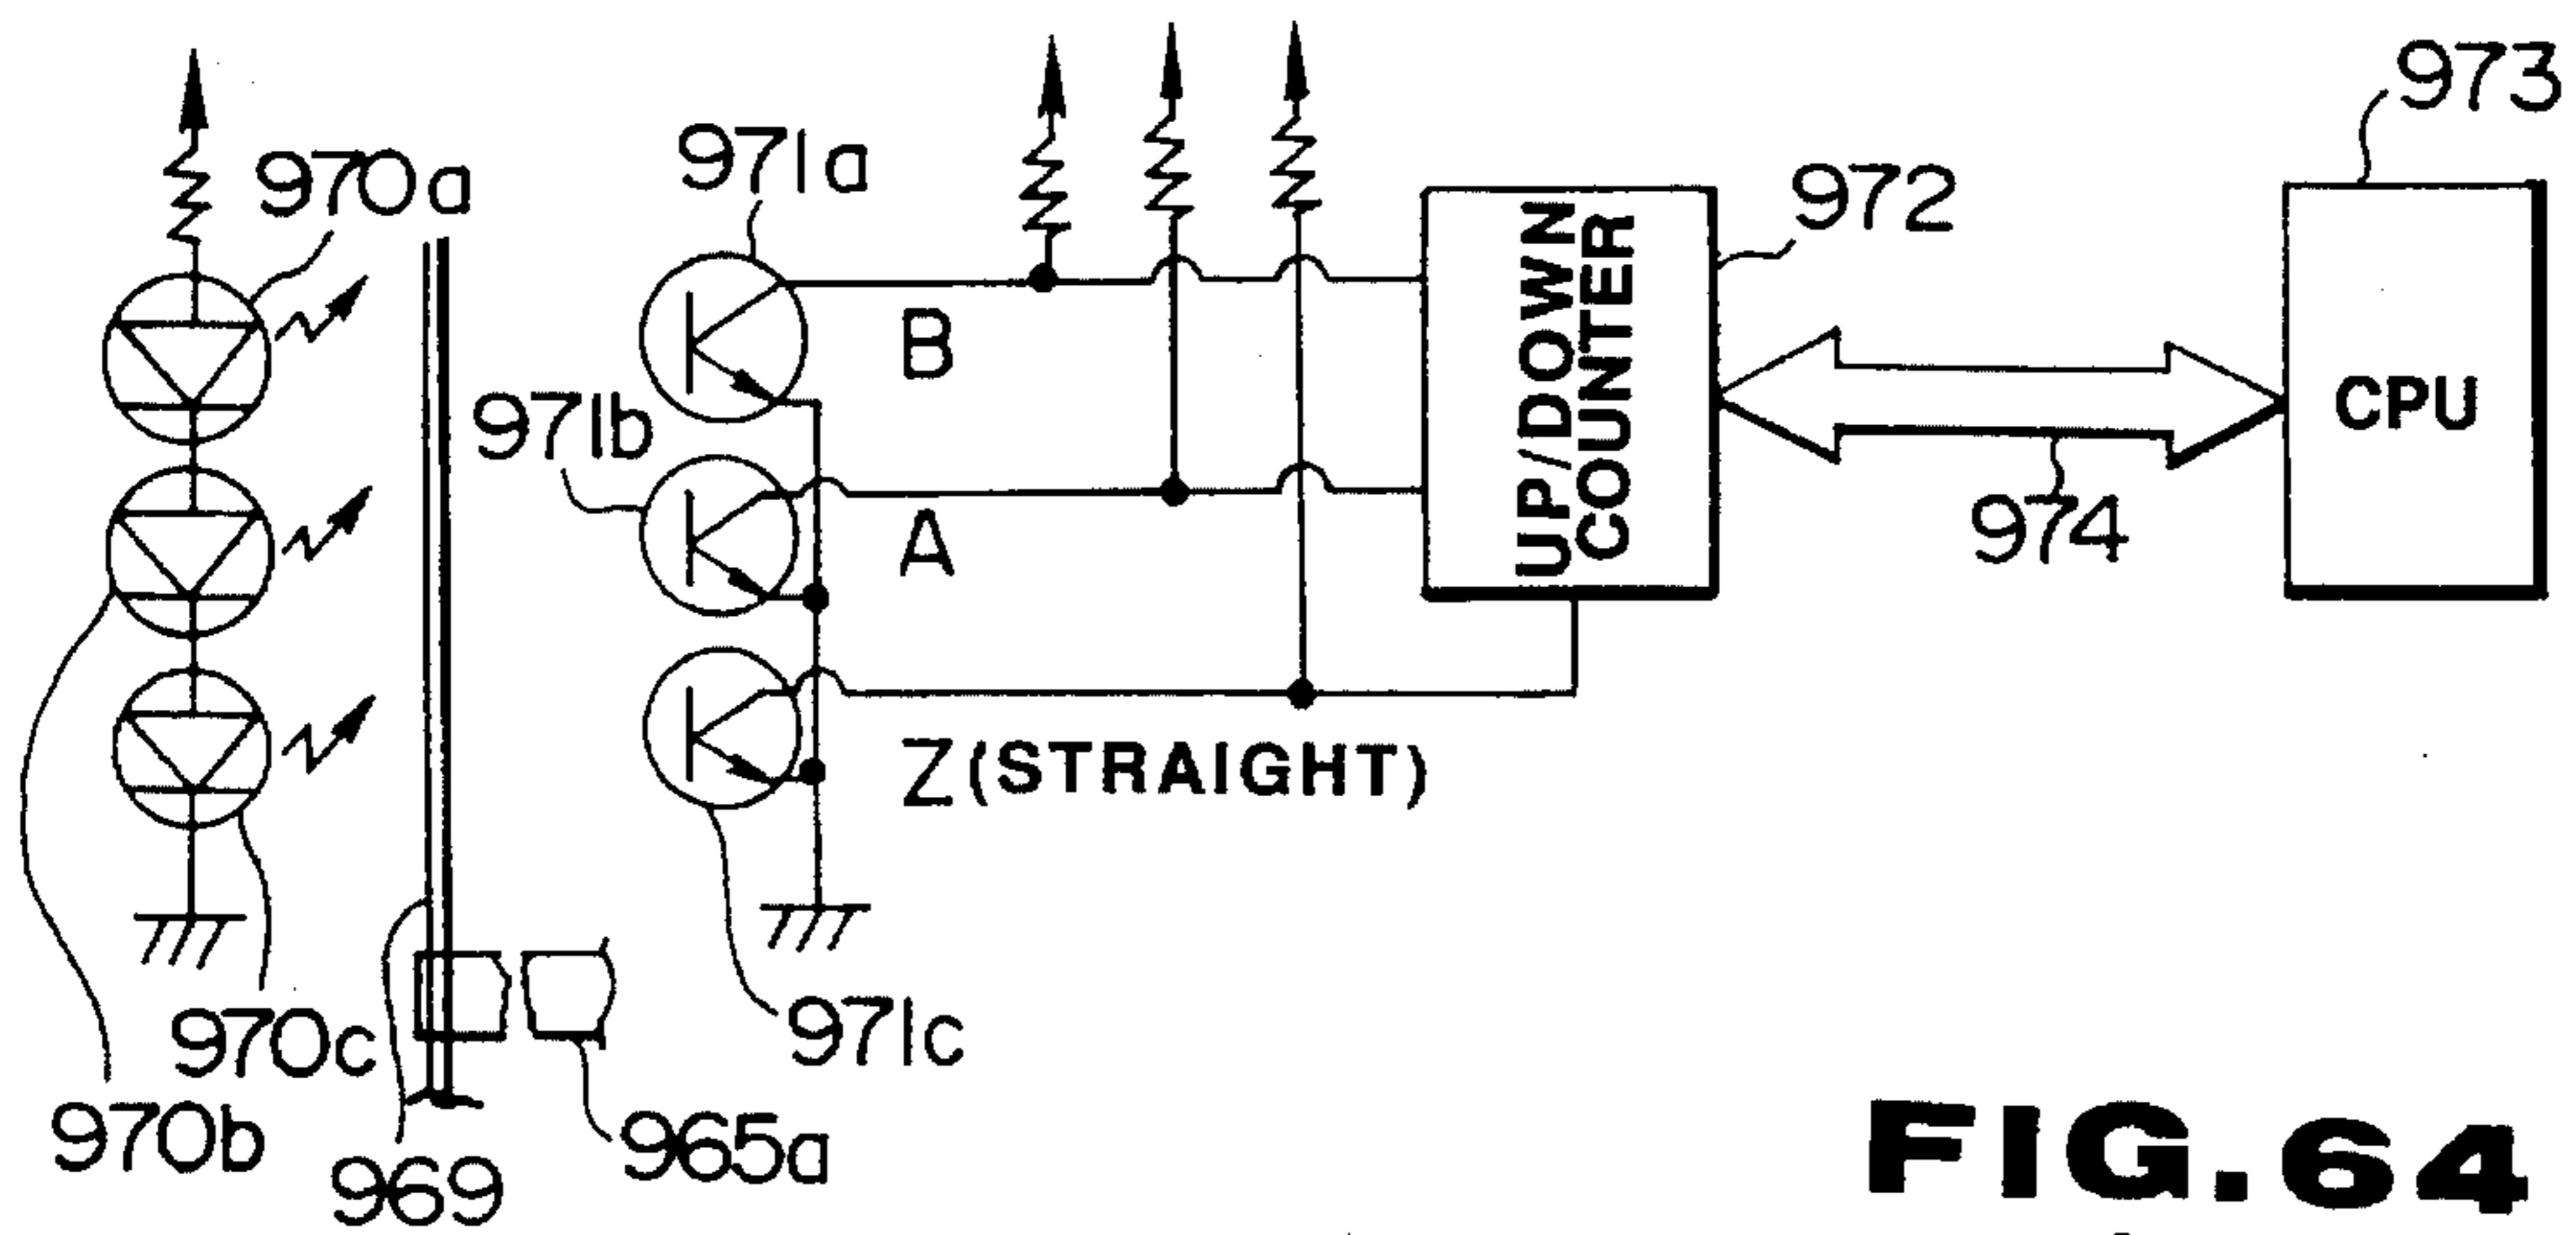 973
971a
970a
972
UP/DOWN
COUNTER
B
CPU
971b
974
A
Z (STRAIGHT)
971c
970c
970b
965a
969
FIG. 64